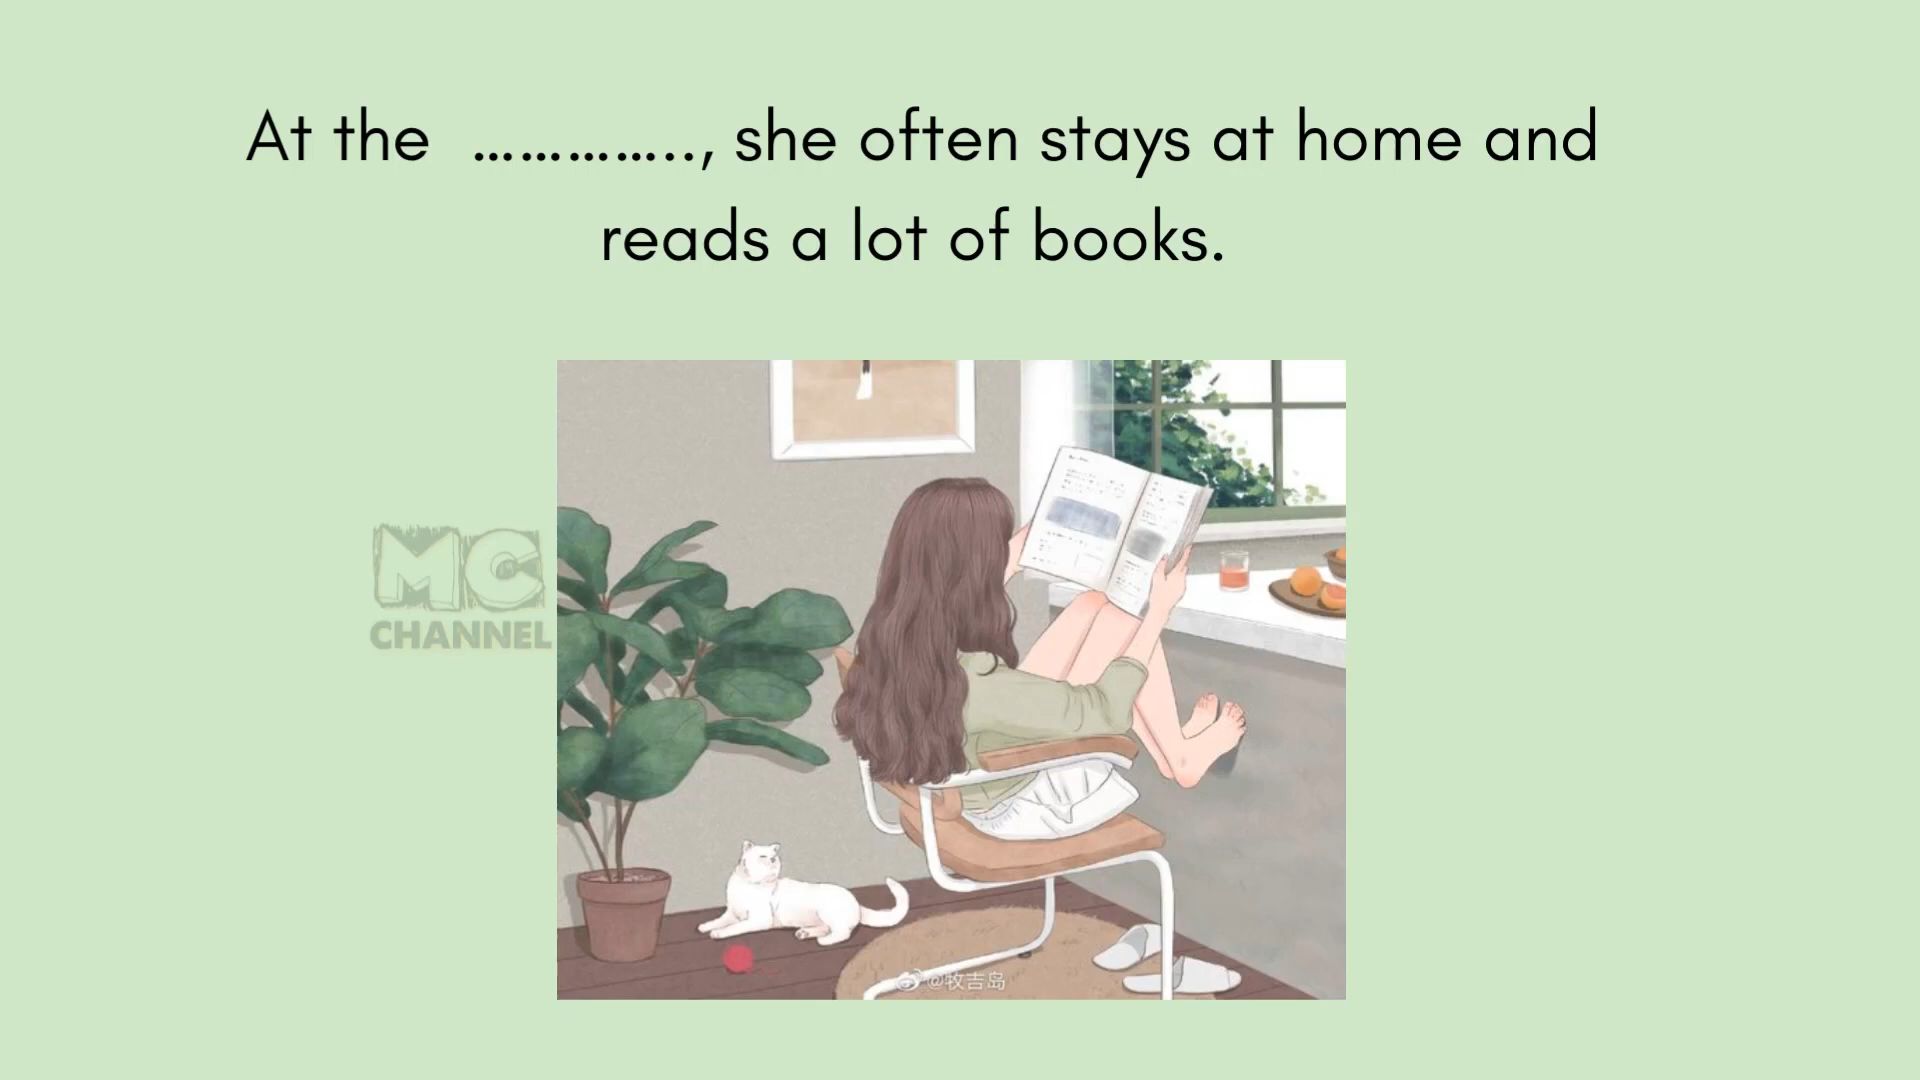 At the …………..., she often stays at home and
reads a lot of books.
MC
CHANNEL
@牧吉岛